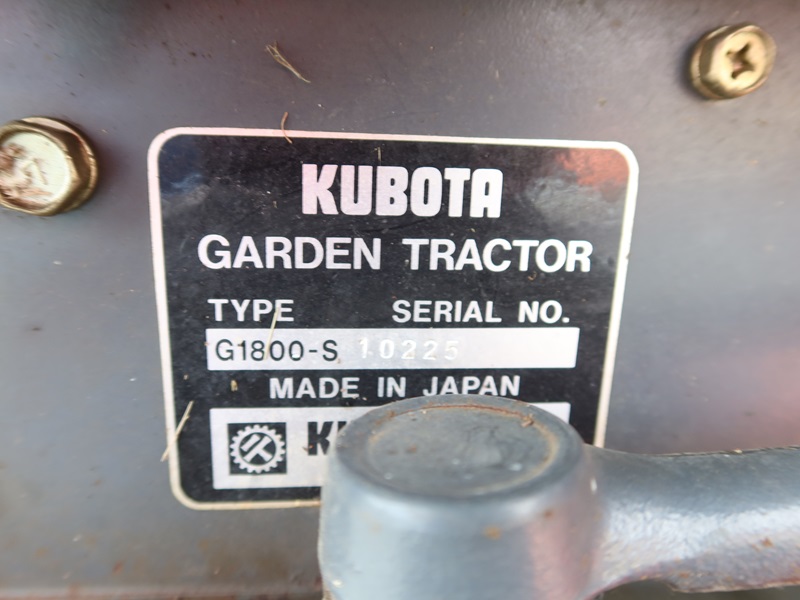 KUBOTA
GARDEN TRACTOR
TYPE SERIAL NO.
G1800-S 10225
MADE IN JAPAN